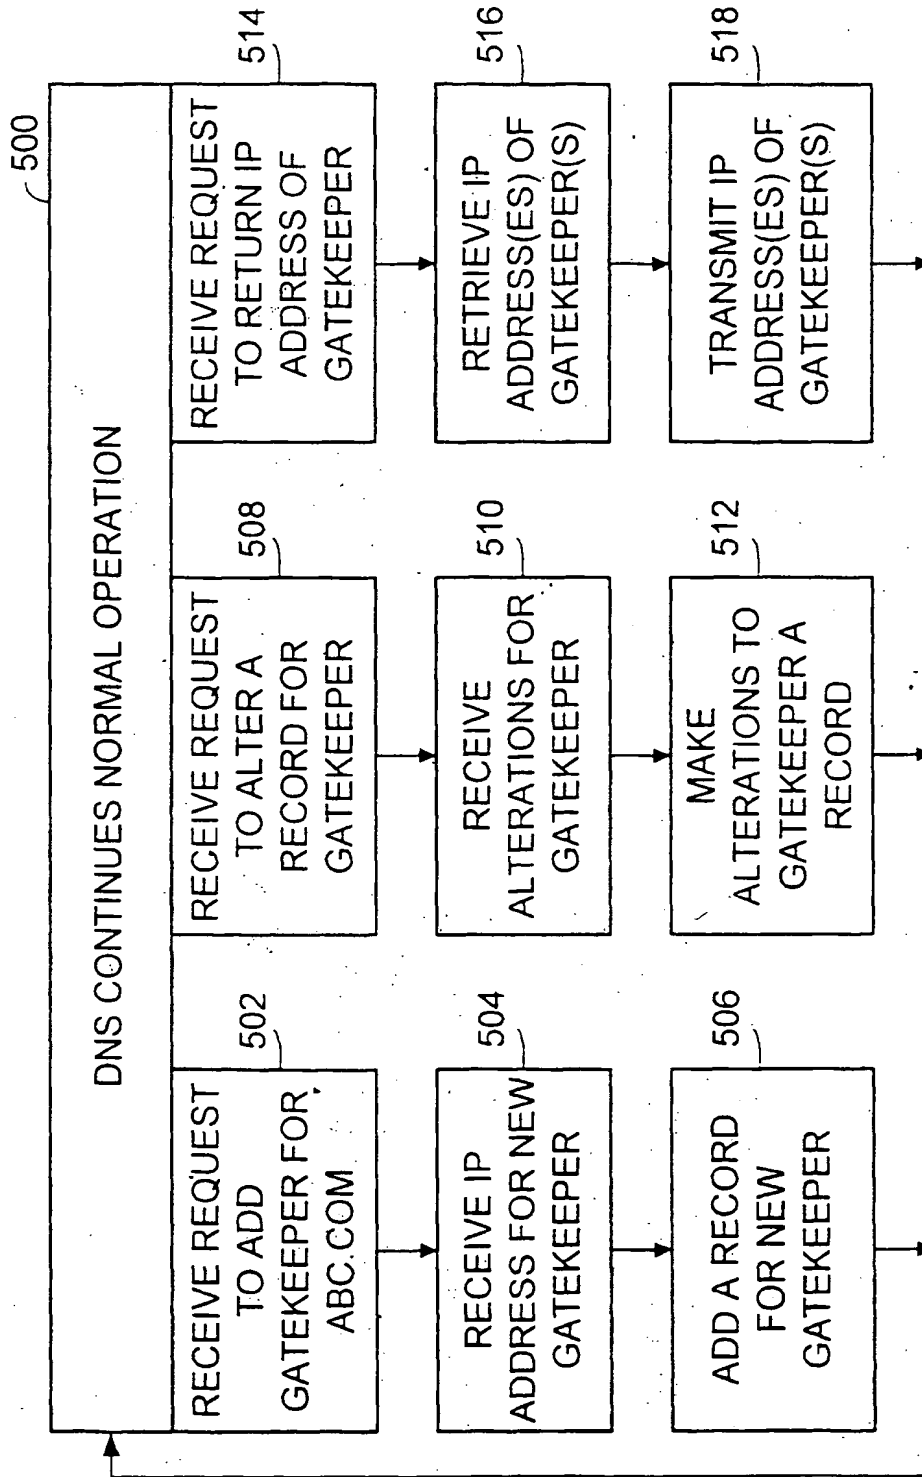 500
DNS CONTINUES NORMAL OPERATION
502
RECEIVE REQUEST
TO ADD
GATEKEEPER FOR
ABC.COM
504
RECEIVE IP
ADDRESS FOR NEW
GATEKEEPER
506
ADD A RECORD
FOR NEW
GATEKEEPER
508
RECEIVE REQUEST
TO ALTER A
RECORD FOR
GATEKEEPER
510
RECEIVE
ALTERATIONS FOR
GATEKEEPER
512
MAKE
ALTERATIONS TO
GATEKEEPER A
RECORD
514
RECEIVE REQUEST
TO RETURN IP
ADDRESS OF
GATEKEEPER
516
RETRIEVE IP
ADDRESS(ES) OF
GATEKEEPER(S)
518
TRANSMIT IP
ADDRESS(ES) OF
GATEKEEPER(S)